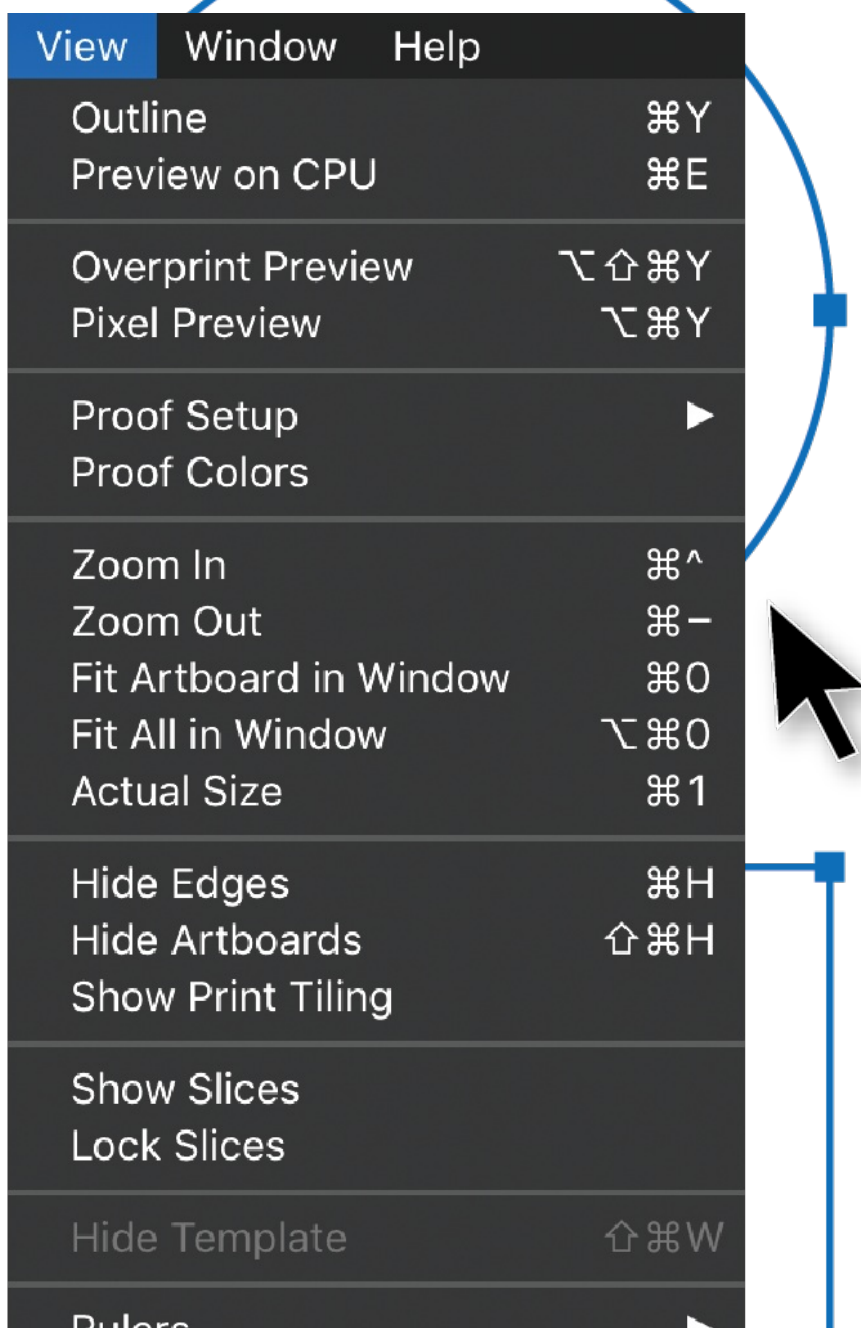 View Window Help
Outline ⌘Y
Preview on CPU ⌘E
Overprint Preview ⌥⇧⌘Y
Pixel Preview ⌥⌘Y
Proof Setup ▶
Proof Colors
Zoom In ⌘^
Zoom Out ⌘−
Fit Artboard in Window ⌘0
Fit All in Window ⌥⌘0
Actual Size ⌘1
Hide Edges ⌘H
Hide Artboards ⇧⌘H
Show Print Tiling
Show Slices
Lock Slices
Hide Template ⇧⌘W
Rulers ▶